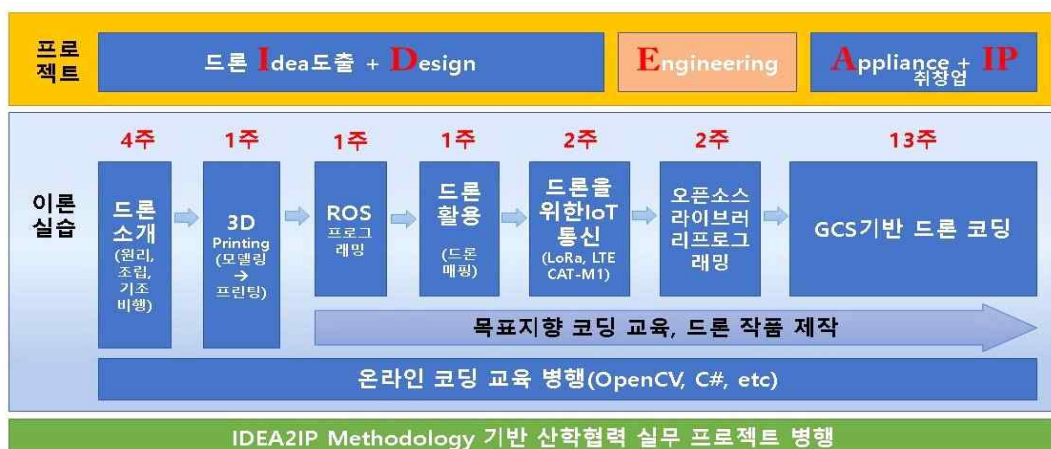 프로
젝트
드론 Idea도출 + Design
Engineering
Appliance + IP
취창업
이론
실습
4주
1주
1주
1주
2주
2주
13주
드론
소개
(원리,
조립,
기조
비행)
3D
Printing
(모델링
→
프린팅)
ROS
프로그
래밍
드론
활용
(드론
매핑)
드론을
위한IoT
통신
(LoRa, LTE
CAT-M1)
오픈소스
라이브러
리프로그
래밍
GCS기반 드론 코딩
목표지향 코딩 교육, 드론 작품 제작
온라인 코딩 교육 병행(OpenCV, C#, etc)
IDEA2IP Methodology 기반 산학협력 실무 프로젝트 병행